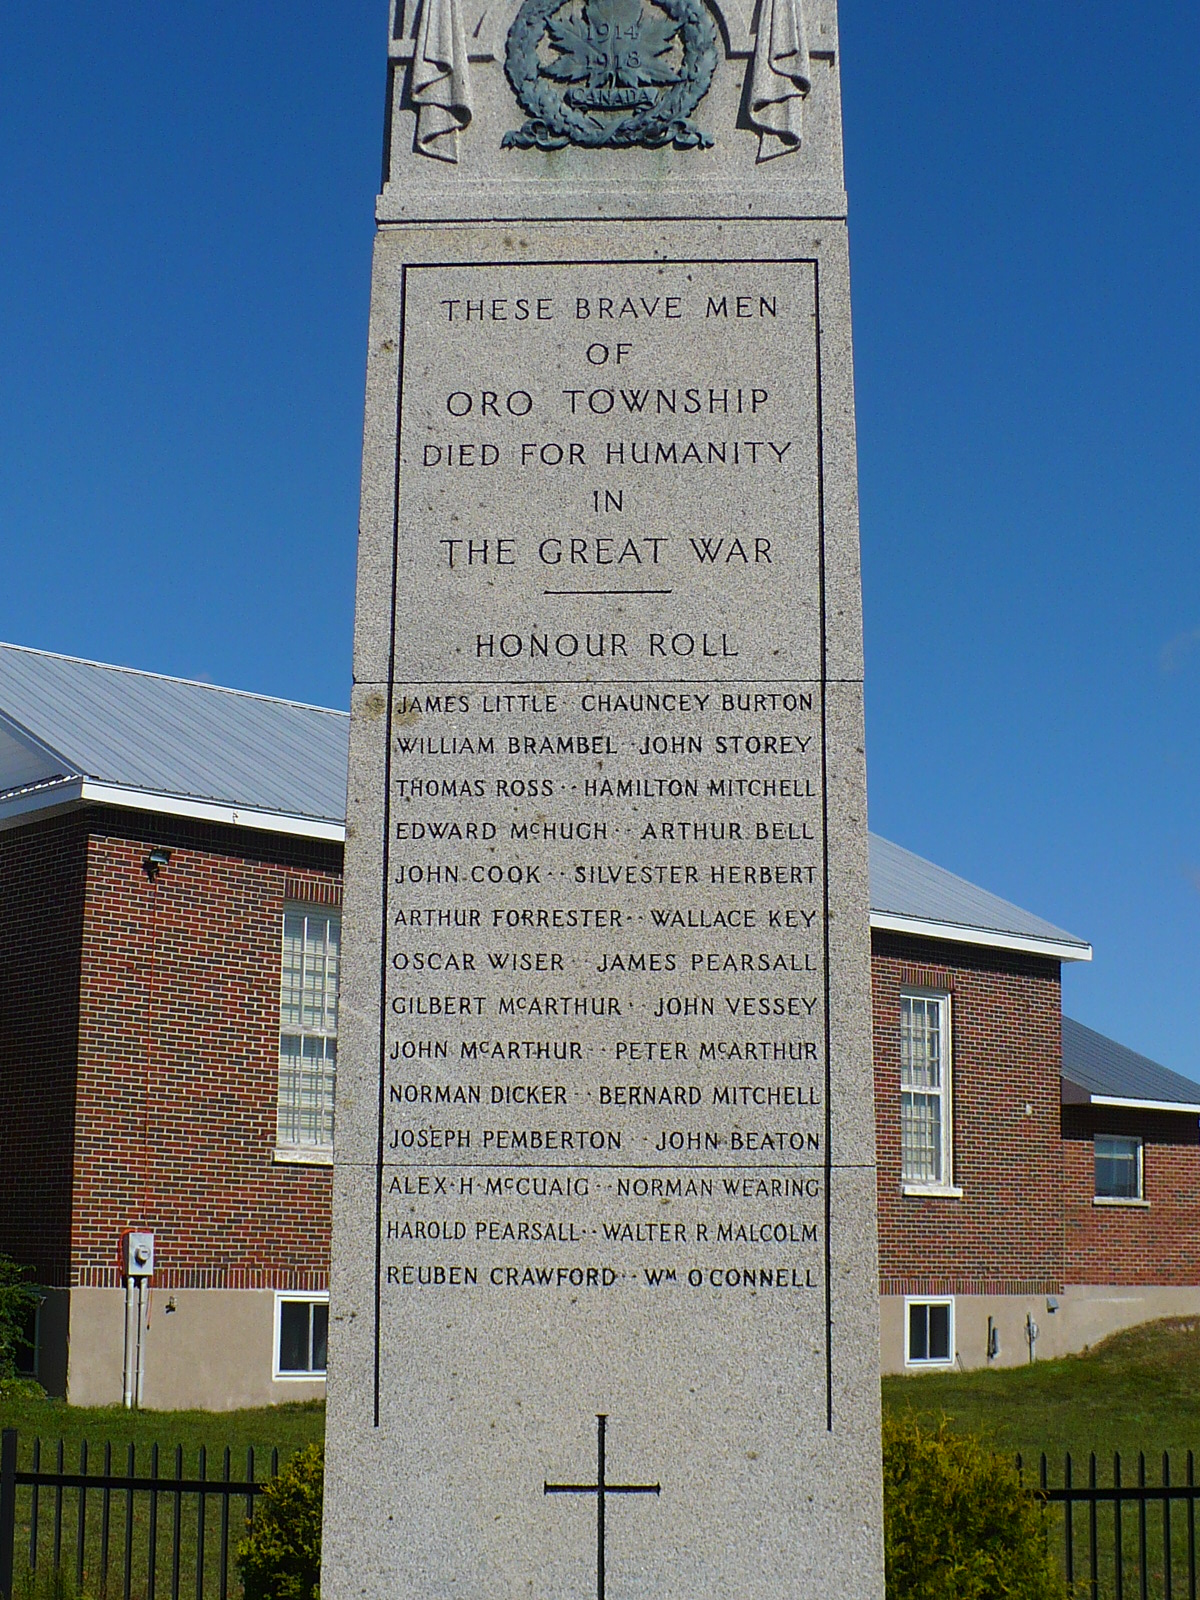 1914
1918
CANADA
THESE BRAVE MEN
OF
ORO TOWNSHIP
DIED FOR HUMANITY
IN
THE GREAT WAR
HONOUR ROLL
JAMES LITTLE·· CHAUNCEY BURTON
WILLIAM BRAMBEL··JOHN STOREY
THOMAS ROSS··HAMILTON MITCHELL
EDWARD McHUGH··ARTHUR BELL
JOHN COOK··SILVESTER HERBERT
ARTHUR FORRESTER··WALLACE KEY
OSCAR WISER··JAMES PEARSALL
GILBERT McARTHUR··JOHN VESSEY
JOHN McARTHUR··PETER McARTHUR
NORMAN DICKER··BERNARD MITCHELL
JOSEPH PEMBERTON··JOHN BEATON
ALEX·H·McCUAIG··NORMAN WEARING
HAROLD PEARSALL··WALTER R MALCOLM
REUBEN CRAWFORD··Wᴹ O'CONNELL